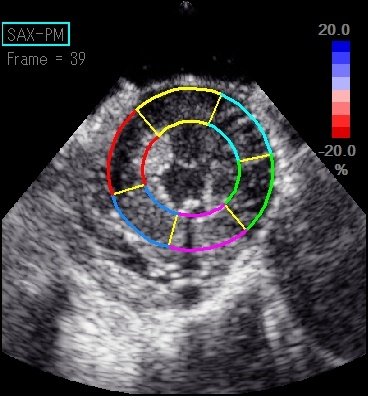 SAX-PM
Frame = 39
20.0
-20.0
%